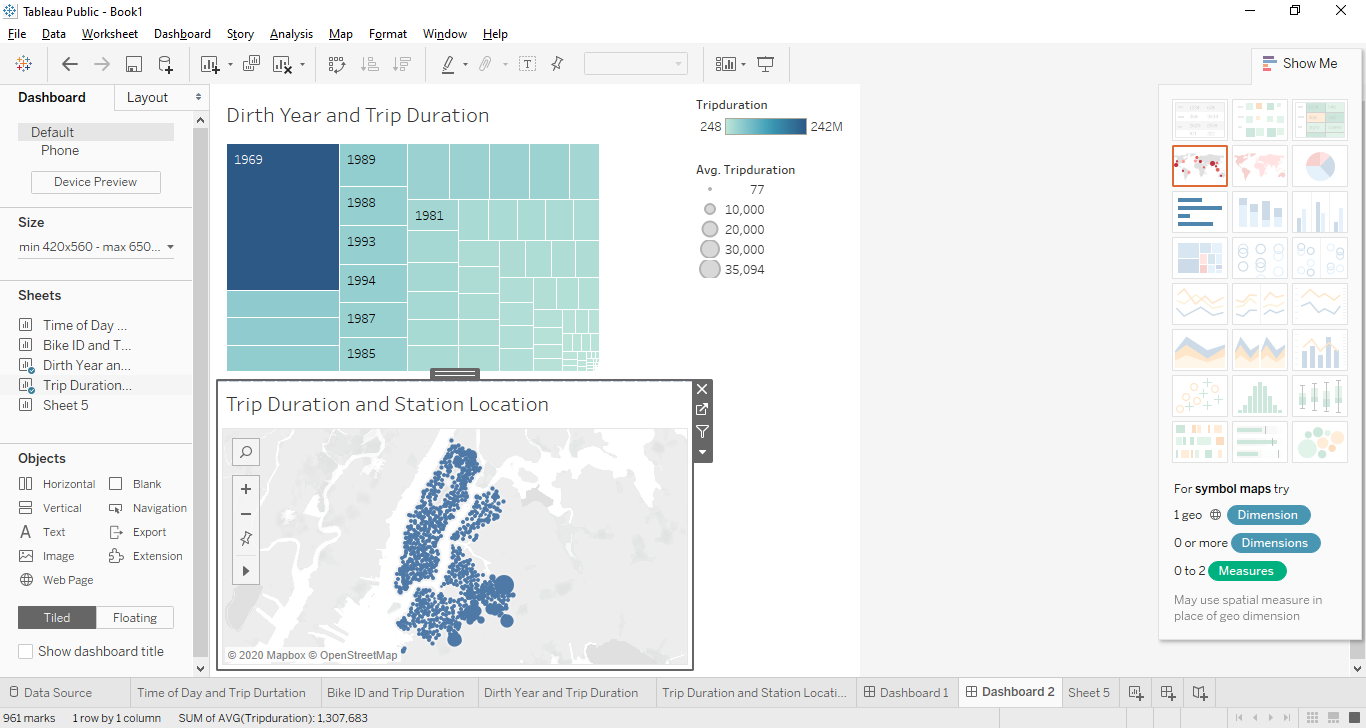 Tableau Public - Book1
File Data Worksheet Dashboard Story Analysis Map Format Window Help
Show Me
Dashboard Layout
Default
Phone
Device Preview
Size
min 420x560 - max 650...
Sheets
Time of Day ...
Bike ID and T...
Dirth Year an...
Trip Duration...
Sheet 5
Objects
Horizontal Blank
Vertical Navigation
Text Export
Image Extension
Web Page
Tiled Floating
Show dashboard title
Dirth Year and Trip Duration
1969
1989
1988
1993
1994
1987
1985
1981
Tripduration
248 242M
Avg. Tripduration
77
10,000
20,000
30,000
35,094
Trip Duration and Station Location
© 2020 Mapbox © OpenStreetMap
For symbol maps try
1 geo Dimension
0 or more Dimensions
0 to 2 Measures
May use spatial measure in
place of geo dimension
Data Source Time of Day and Trip Durtation Bike ID and Trip Duration Dirth Year and Trip Duration Trip Duration and Station Locati... Dashboard 1 Dashboard 2 Sheet 5
961 marks 1 row by 1 column SUM of AVG(Tripduration): 1,307,683